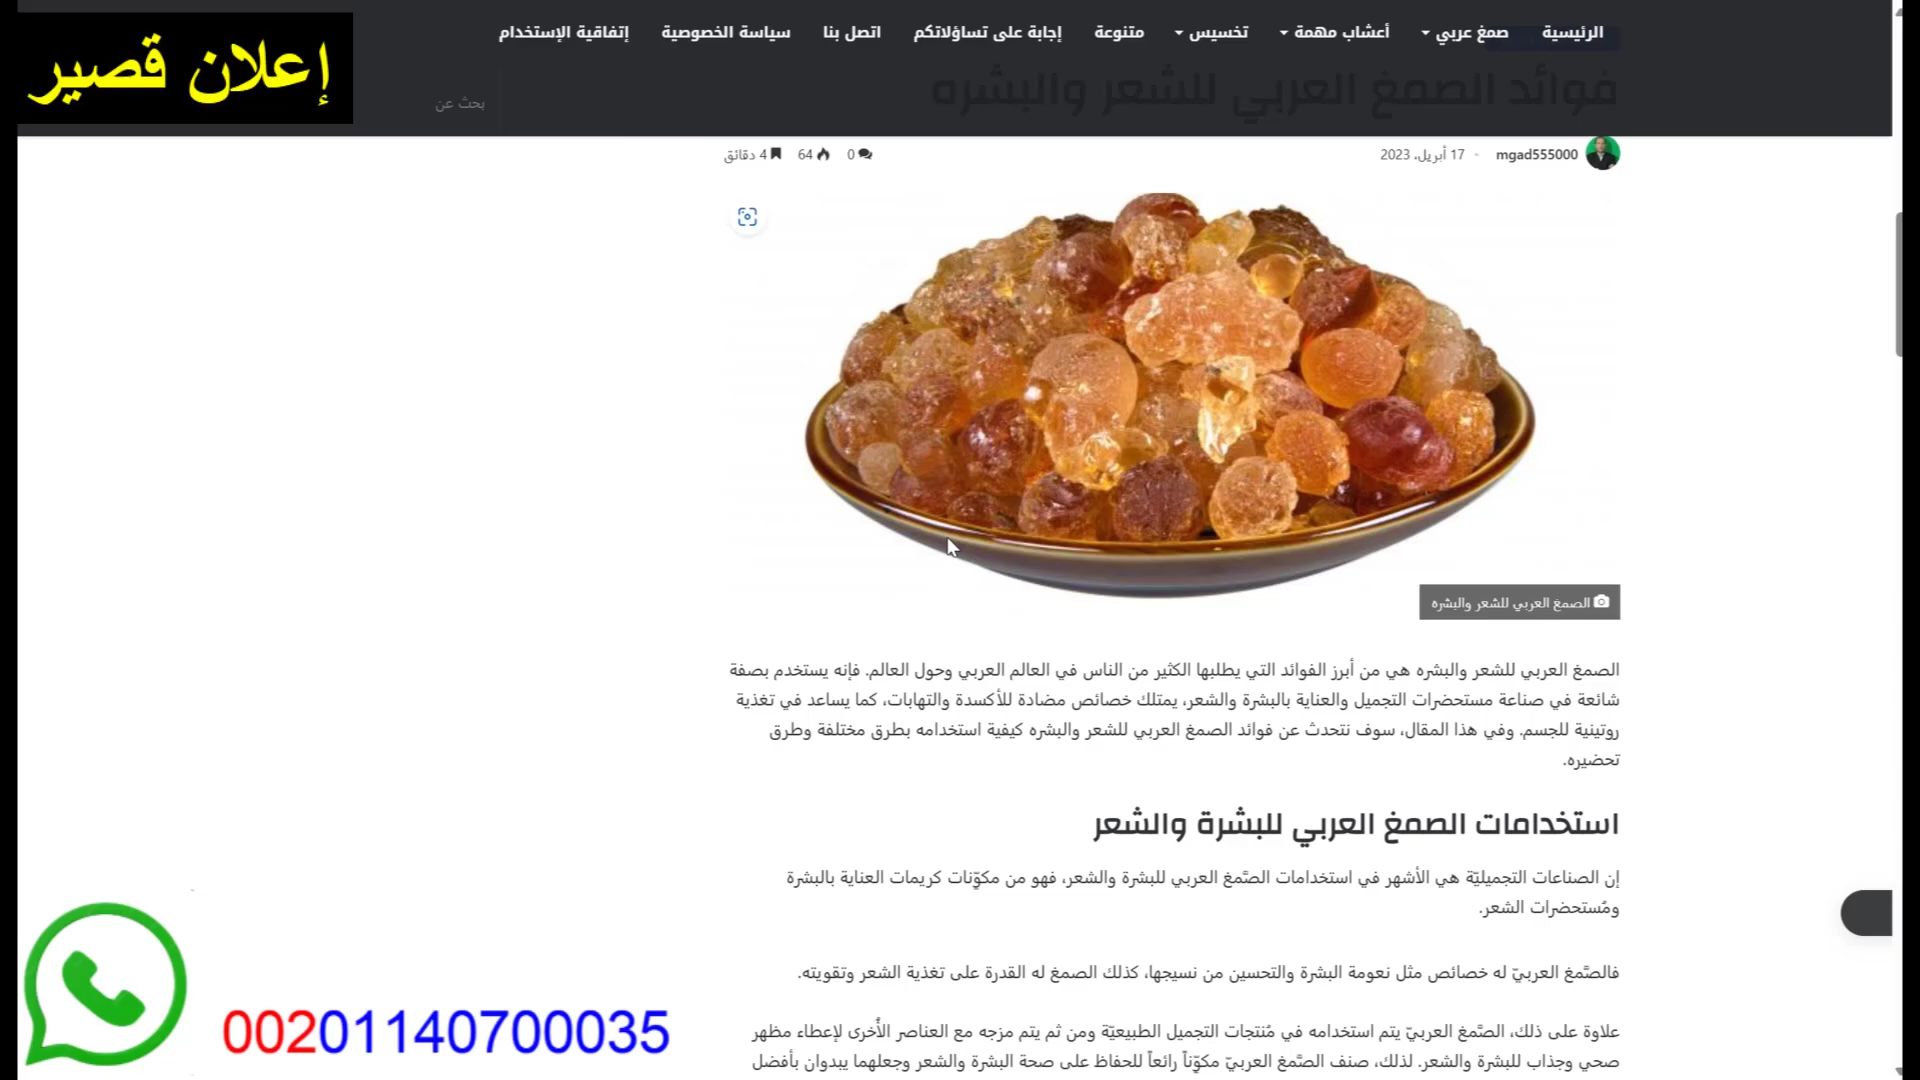 إعلان قصير
الرئيسية
صمغ عربي
أعشاب مهمة
تخسيس
متنوعة
إجابة على تساؤلاتكم
اتصل بنا
سياسة الخصوصية
إتفاقية الإستخدام
بحث عن
فوائد الصمغ العربي للشعر والبشره
mgad555000 - 17 أبريل، 2023
0 64 4 دقائق
الصمغ العربي للشعر والبشره
الصمغ العربي للشعر والبشره هي من أبرز الفوائد التي يطلبها الكثير من الناس في العالم العربي وحول العالم. فإنه يستخدم بصفة
شائعة في صناعة مستحضرات التجميل والعناية بالبشرة والشعر، يمتلك خصائص مضادة للأكسدة والتهابات، كما يساعد في تغذية
روتينية للجسم. وفي هذا المقال، سوف نتحدث عن فوائد الصمغ العربي للشعر والبشره كيفية استخدامه بطرق مختلفة وطرق
تحضيره.
استخدامات الصمغ العربي للبشرة والشعر
إن الصناعات التجميليّة هي الأشهر في استخدامات الصّمغ العربي للبشرة والشعر، فهو من مكوّنات كريمات العناية بالبشرة
ومُستحضرات الشعر.
فالصّمغ العربيّ له خصائص مثل نعومة البشرة والتحسين من نسيجها، كذلك الصمغ له القدرة على تغذية الشعر وتقويته.
علاوة على ذلك، الصّمغ العربيّ يتم استخدامه في مُنتجات التجميل الطبيعيّة ومن ثم يتم مزجه مع العناصر الأُخرى لإعطاء مظهر
صحي وجذاب للبشرة والشعر. لذلك، صنف الصّمغ العربيّ مكوّناً رائعاً للحفاظ على صحة البشرة والشعر وجعلهما يبدوان بأفضل
00201140700035